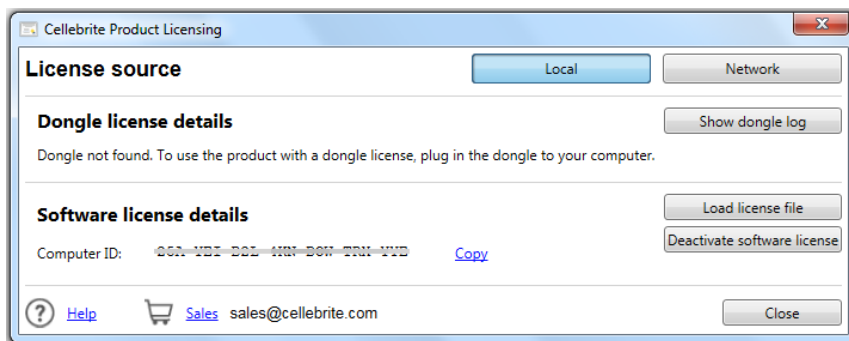 Cellebrite Product Licensing
License source
Local
Network
Dongle license details
Show dongle log
Dongle not found. To use the product with a dongle license, plug in the dongle to your computer.
Software license details
Load license file
Computer ID:
Copy
Deactivate software license
? Help
Sales sales@cellebrite.com
Close